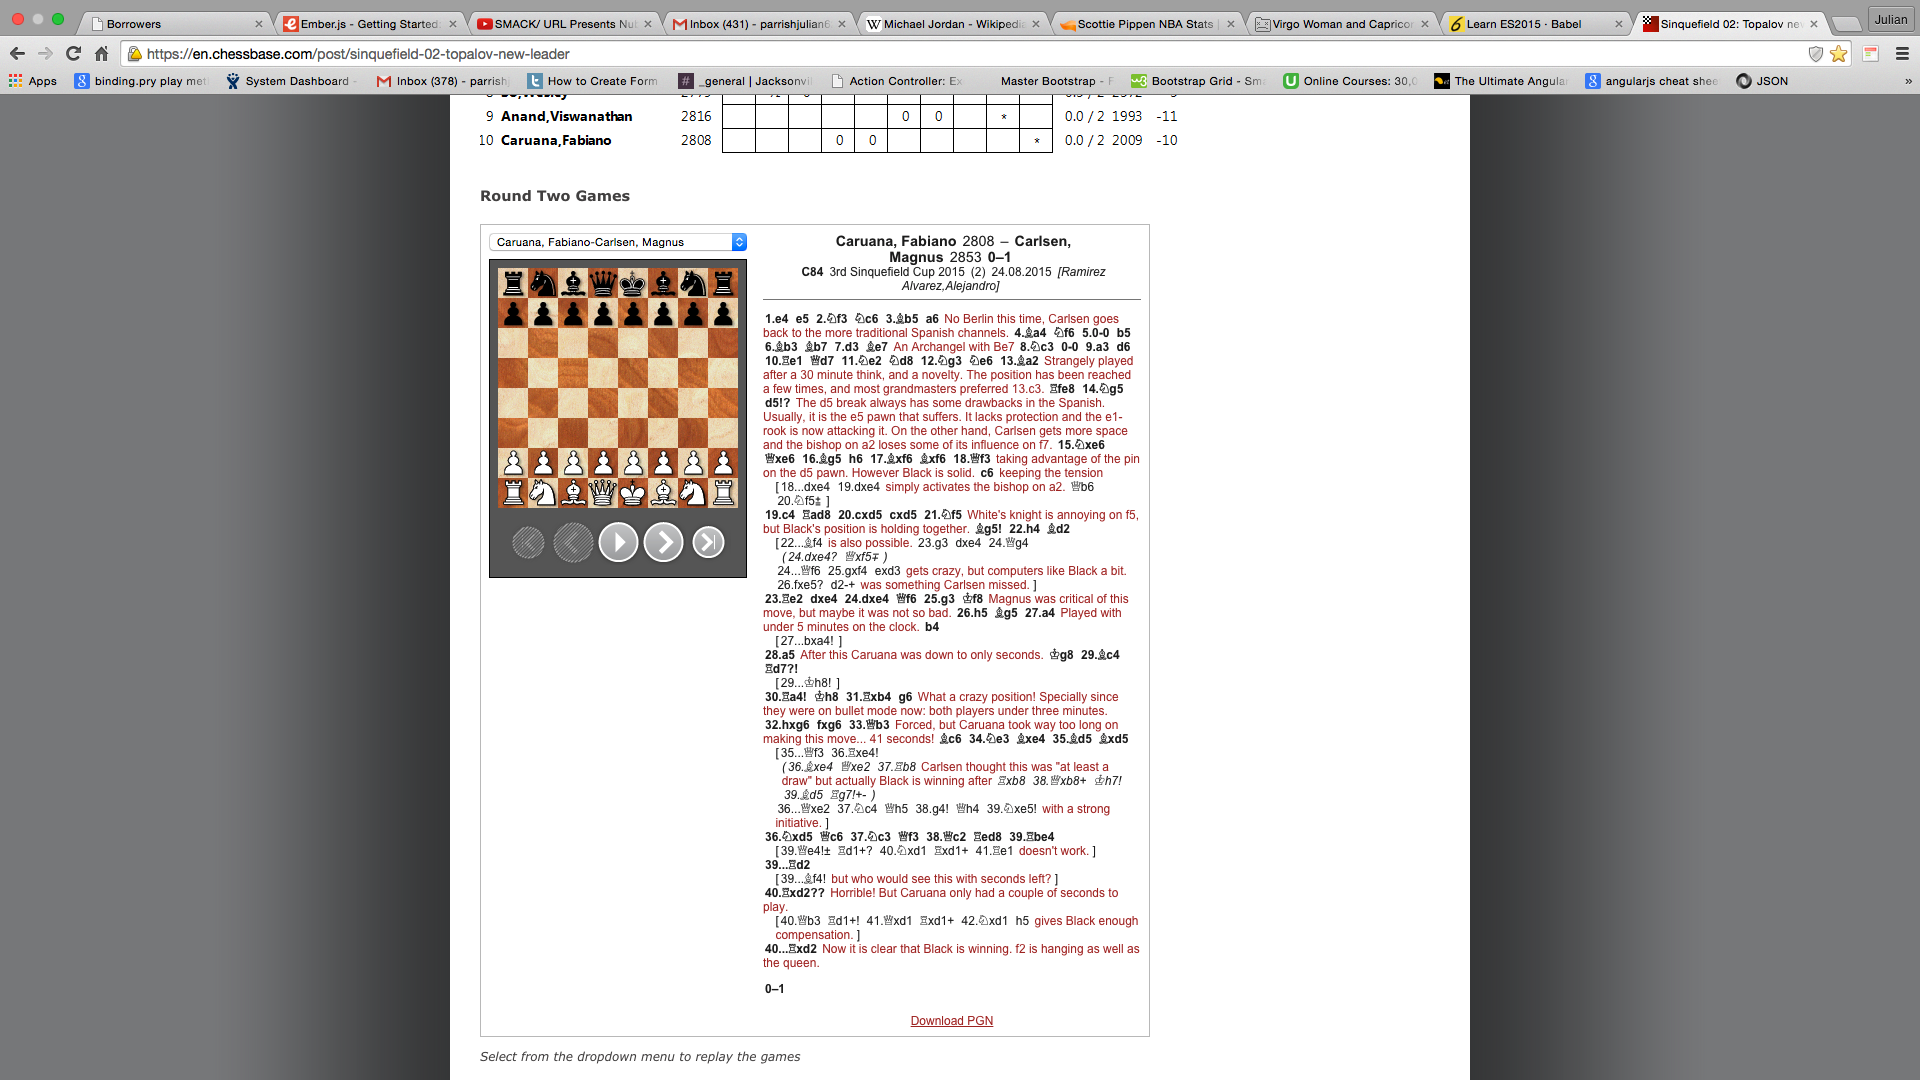 Borrowers
Ember.js - Getting Started:
SMACK/ URL Presents Nu
Inbox (431) - parrishjulian6
Michael Jordan - Wikipedi
Scottie Pippen NBA Stats
Virgo Woman and Capricor
Learn ES2015 · Babel
Sinquefield 02: Topalov ne
Julian
https://en.chessbase.com/post/sinquefield-02-topalov-new-leader
Apps
binding.pry play met
System Dashboard -
Inbox (378) - parrish
How to Create Form
_general | Jacksonvi
Action Controller: Ex
Master Bootstrap - F
Bootstrap Grid - Sma
Online Courses: 30,0
The Ultimate Angula
angularjs cheat shee
JSON
»
9 Anand,Viswanathan 2816 0 0 * 0.0 / 2 1993 -11
10 Caruana,Fabiano 2808 0 0 * 0.0 / 2 2009 -10
Round Two Games
Caruana, Fabiano-Carlsen, Magnus
Caruana, Fabiano 2808 – Carlsen,
Magnus 2853 0–1
C84 3rd Sinquefield Cup 2015 (2) 24.08.2015 [Ramirez
Alvarez,Alejandro]
1.e4 e5 2.♘f3 ♘c6 3.♗b5 a6 No Berlin this time, Carlsen goes
back to the more traditional Spanish channels. 4.♗a4 ♘f6 5.0-0 b5
6.♗b3 ♗b7 7.d3 ♗e7 An Archangel with Be7 8.♘c3 0-0 9.a3 d6
10.♖e1 ♕d7 11.♘e2 ♘d8 12.♘g3 ♘e6 13.♗a2 Strangely played
after a 30 minute think, and a novelty. The position has been reached
a few times, and most grandmasters preferred 13.c3. ♖fe8 14.♘g5
d5!? The d5 break always has some drawbacks in the Spanish.
Usually, it is the e5 pawn that suffers. It lacks protection and the e1-
rook is now attacking it. On the other hand, Carlsen gets more space
and the bishop on a2 loses some of its influence on f7. 15.♘xe6
♕xe6 16.♗g5 h6 17.♗xf6 ♗xf6 18.♕f3 taking advantage of the pin
on the d5 pawn. However Black is solid. c6 keeping the tension
[18...dxe4 19.dxe4 simply activates the bishop on a2. ♕b6
20.♘f5± ]
19.c4 ♖ad8 20.cxd5 cxd5 21.♘f5 White's knight is annoying on f5,
but Black's position is holding together. ♗g5! 22.h4 ♗d2
[22...♗f4 is also possible. 23.g3 dxe4 24.♕g4
(24.dxe4? ♕xf5∓ )
24...♕f6 25.gxf4 exd3 gets crazy, but computers like Black a bit.
26.fxe5? d2-+ was something Carlsen missed. ]
23.♖e2 dxe4 24.dxe4 ♕f6 25.g3 ♔f8 Magnus was critical of this
move, but maybe it was not so bad. 26.h5 ♗g5 27.a4 Played with
under 5 minutes on the clock. b4
[27...bxa4! ]
28.a5 After this Caruana was down to only seconds. ♔g8 29.♗c4
♖d7?!
[29...♔h8! ]
30.♖a4! ♔h8 31.♖xb4 g6 What a crazy position! Specially since
they were on bullet mode now: both players under three minutes.
32.hxg6 fxg6 33.♕b3 Forced, but Caruana took way too long on
making this move... 41 seconds! ♗c6 34.♘e3 ♗xe4 35.♗d5 ♗xd5
[35...♕f3 36.♖xe4!
(36.♗xe4 ♕xe2 37.♖b8 Carlsen thought this was "at least a
draw" but actually Black is winning after ♖xb8 38.♕xb8+ ♔h7!
39.♗d5 ♖g7!+- )
36...♕xe2 37.♘c4 ♕h5 38.g4! ♕h4 39.♘xe5! with a strong
initiative. ]
36.♘xd5 ♕c6 37.♘c3 ♕f3 38.♕c2 ♖ed8 39.♖be4
[39.♕e4!± ♖d1+? 40.♘xd1 ♖xd1+ 41.♖e1 doesn't work. ]
39...♖d2
[39...♗f4! but who would see this with seconds left? ]
40.♖xd2?? Horrible! But Caruana only had a couple of seconds to
play.
[40.♕b3 ♖d1+! 41.♕xd1 ♖xd1+ 42.♘xd1 h5 gives Black enough
compensation. ]
40...♖xd2 Now it is clear that Black is winning. f2 is hanging as well as
the queen.
0–1
Download PGN
Select from the dropdown menu to replay the games